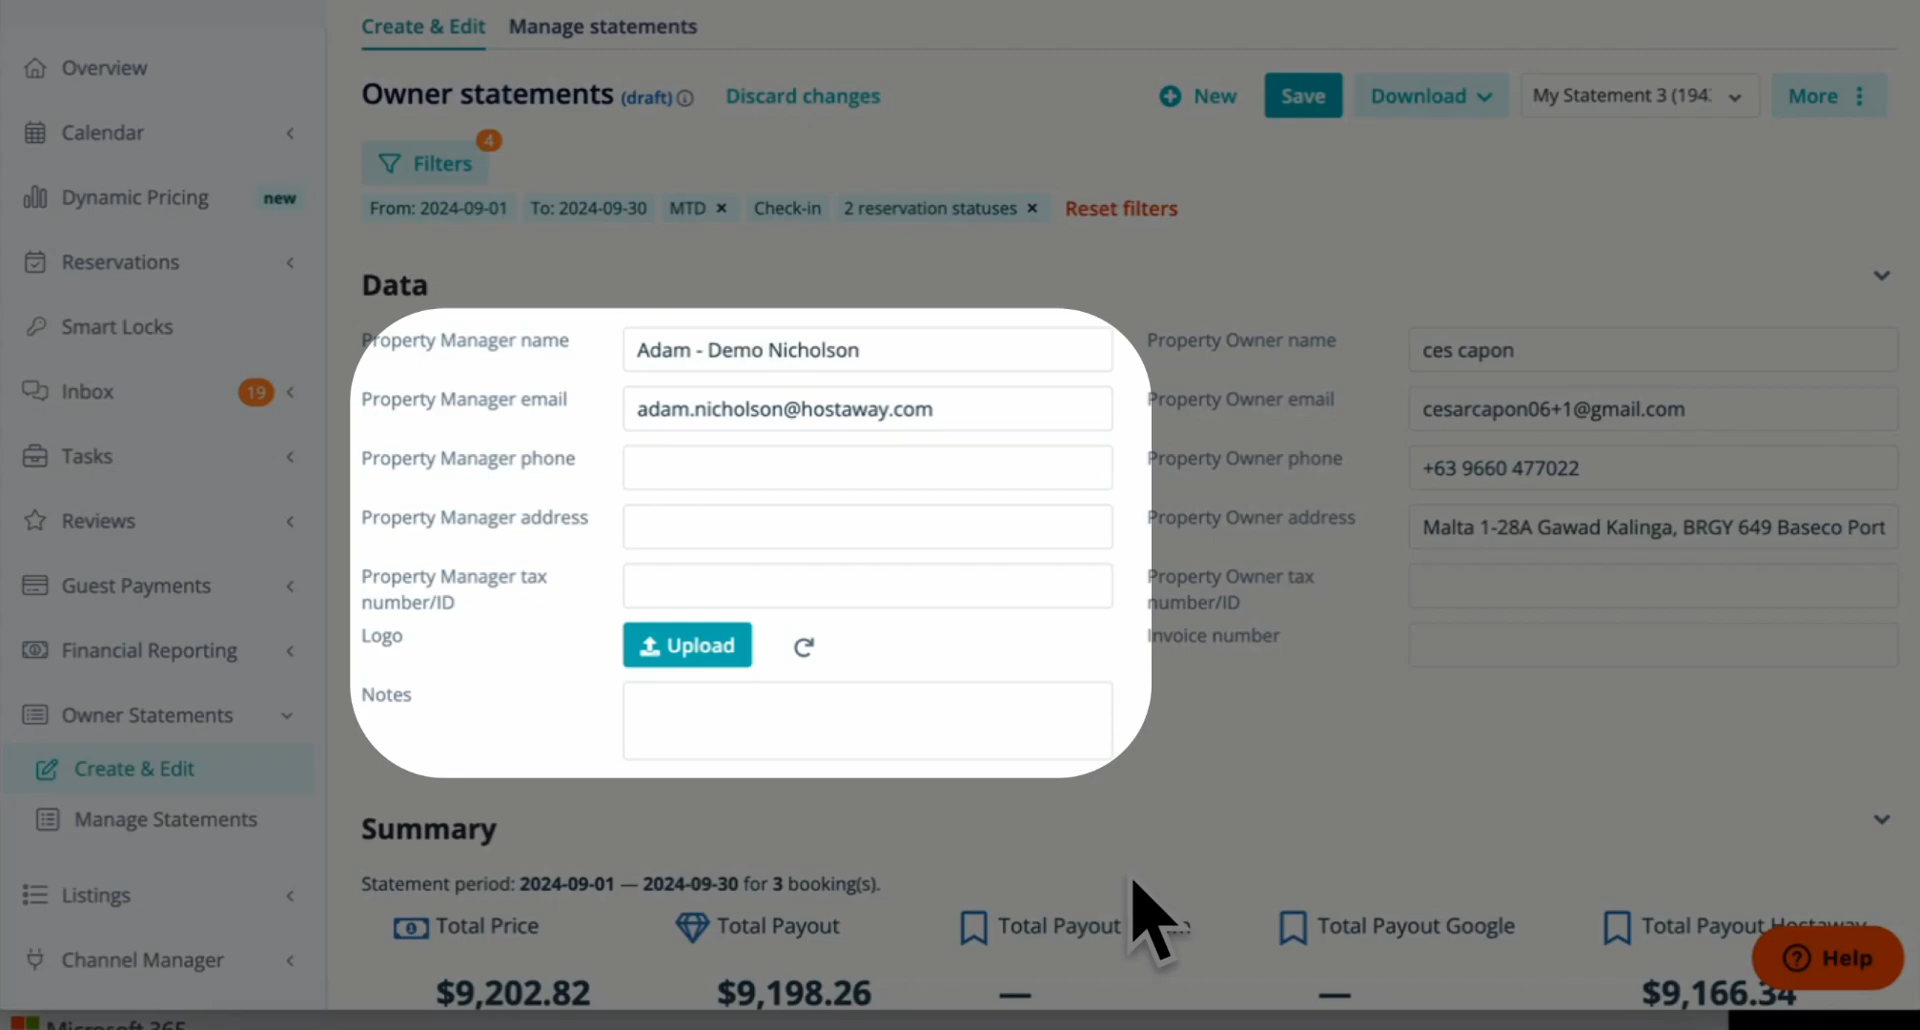 Create & Edit Manage statements
Overview
Calendar
Dynamic Pricing new
Reservations
Smart Locks
Inbox 19
Tasks
Reviews
Guest Payments
Financial Reporting
Owner Statements
Create & Edit
Manage Statements
Listings
Channel Manager
Owner statements (draft) Discard changes New Save Download My Statement 3 (194 More
Filters 4
From: 2024-09-01 To: 2024-09-30 MTD × Check-in 2 reservation statuses × Reset filters
Data
Property Manager name Adam - Demo Nicholson Property Owner name ces capon
Property Manager email adam.nicholson@hostaway.com Property Owner email cesarcapon06+1@gmail.com
Property Manager phone Property Owner phone +63 9660 477022
Property Manager address Property Owner address Malta 1-28A Gawad Kalinga, BRGY 649 Baseco Port
Property Manager tax Property Owner tax
number/ID number/ID
Logo Upload Invoice number
Notes
Summary
Statement period: 2024-09-01 — 2024-09-30 for 3 booking(s).
Total Price Total Payout Total Payout Total Payout Google Total Payout Hostaway
$9,202.82 $9,198.26 — — $9,166.34
Help
Microsoft 365